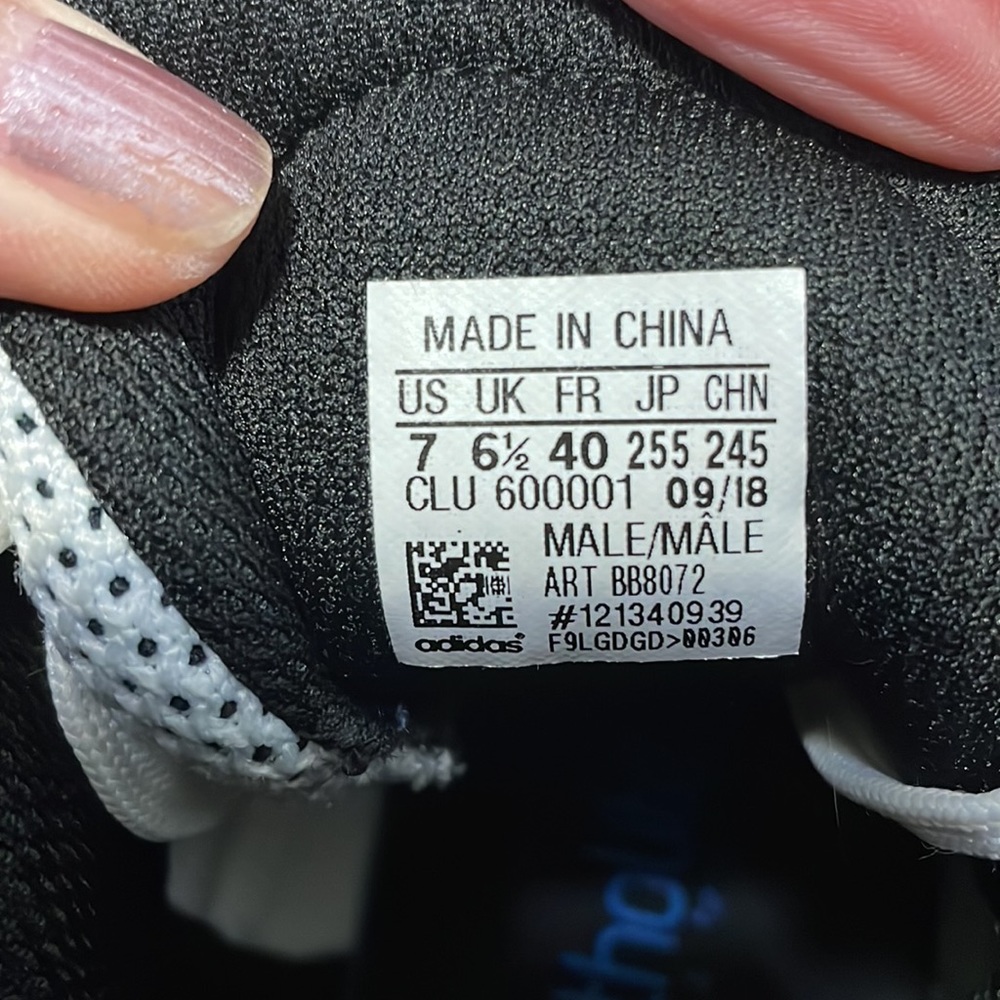 MADE IN CHINA
US UK FR JP CHN
7 6½ 40 255 245
CLU 600001 09/18
MALE/MÂLE
ART BB8072
#121340939
adidas F9LGDGD>00306